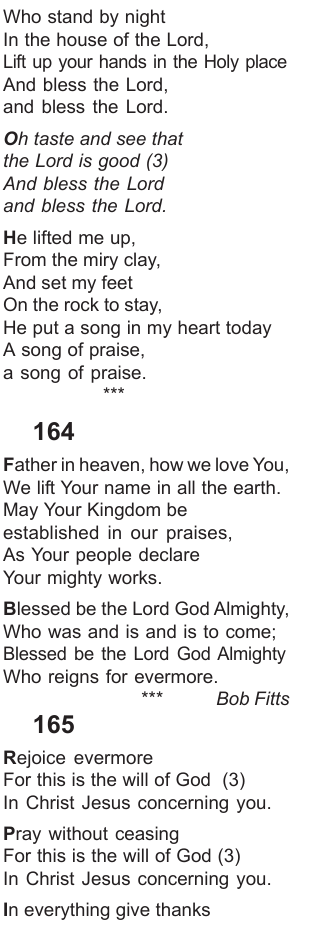 Who stand by night
In the house of the Lord,
Lift up your hands in the Holy place
And bless the Lord,
and bless the Lord.
Oh taste and see that
the Lord is good (3)
And bless the Lord
and bless the Lord.
He lifted me up,
From the miry clay,
And set my feet
On the rock to stay,
He put a song in my heart today
A song of praise,
a song of praise.
***
164
Father in heaven, how we love You,
We lift Your name in all the earth.
May Your Kingdom be
established in our praises,
As Your people declare
Your mighty works.
Blessed be the Lord God Almighty,
Who was and is and is to come;
Blessed be the Lord God Almighty
Who reigns for evermore.
*** Bob Fitts
165
Rejoice evermore
For this is the will of God (3)
In Christ Jesus concerning you.
Pray without ceasing
For this is the will of God (3)
In Christ Jesus concerning you.
In everything give thanks